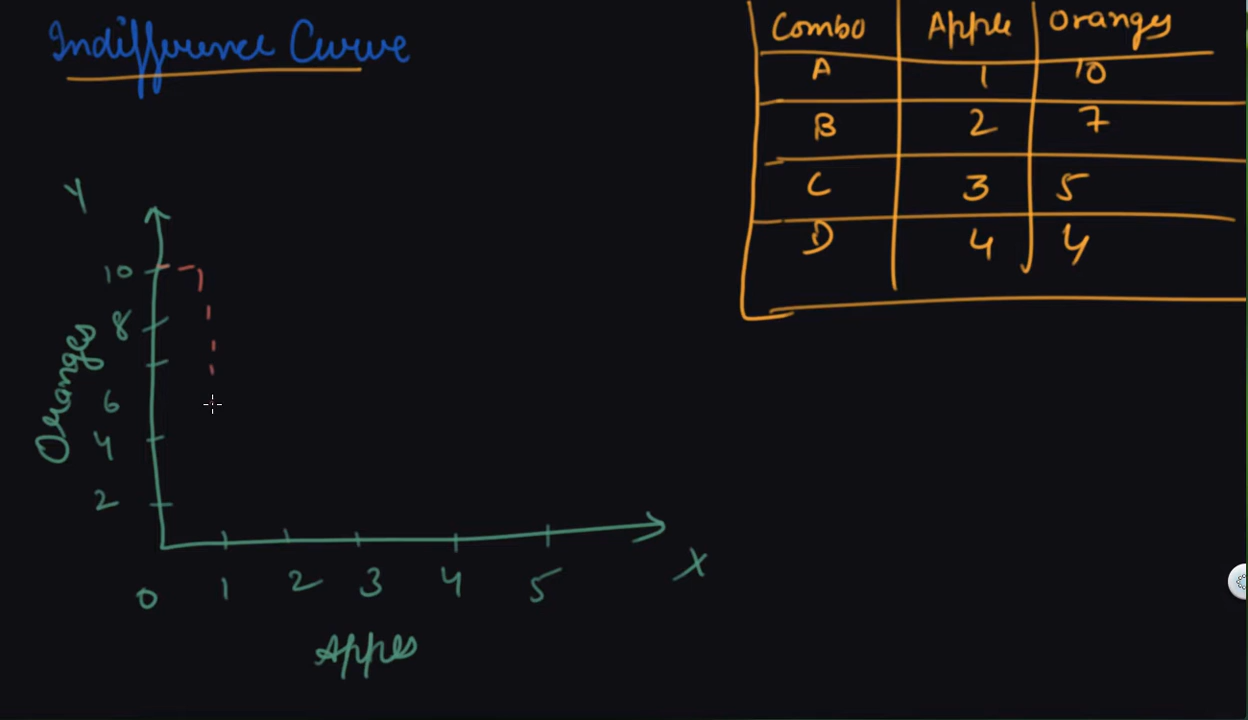 Indifference Curve
Combo Apple Oranges
A 1 10
B 2 7
C 3 5
D 4 4
Y
10
8
6
4
2
Oranges
0 1 2 3 4 5
X
Appes